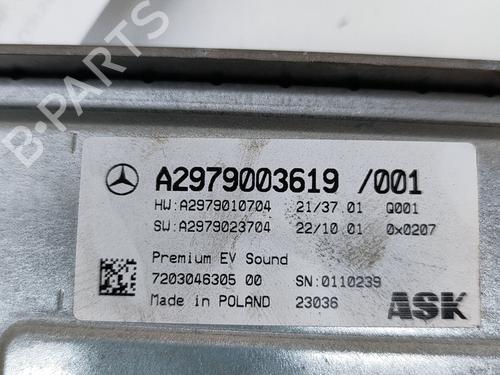 A2979003619 /001
HW:A2979010704 21/37.01 Q001
SW:A2979023704 22/10.01 0x0207
Premium EV Sound
7203046305 00 SN:0110239
Made in POLAND 23036 ASK
B-PARTS